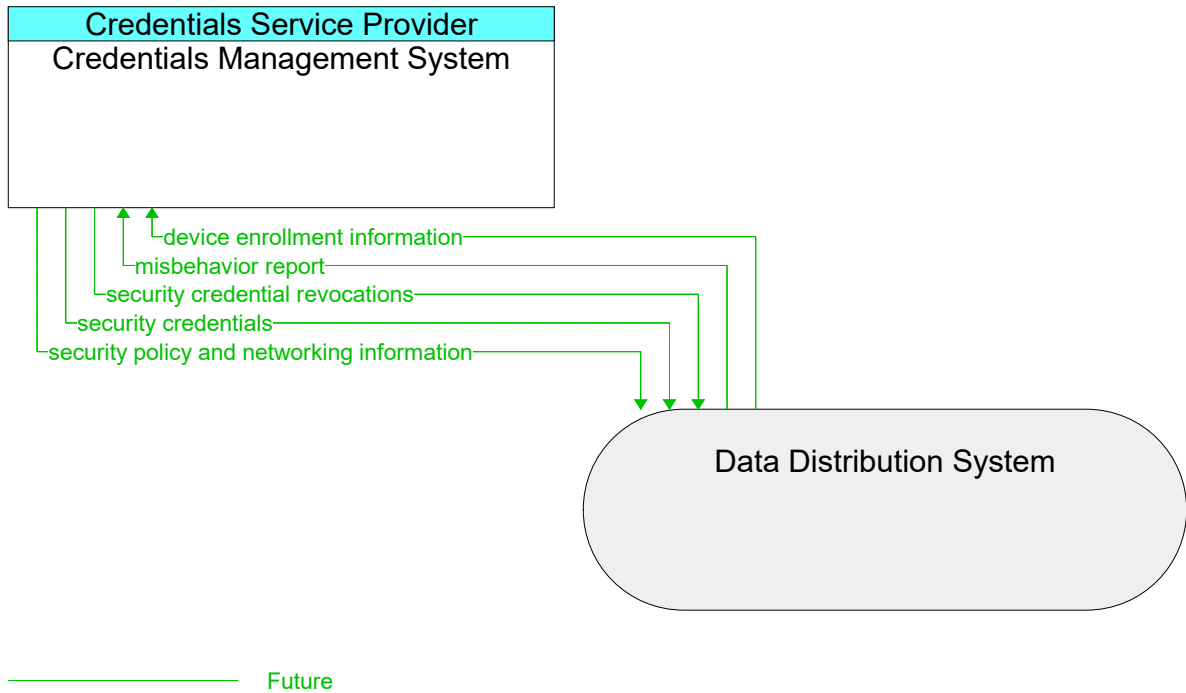 Credentials Service Provider
Credentials Management System
device enrollment information
misbehavior report
security credential revocations
security credentials
security policy and networking information
Data Distribution System
Future